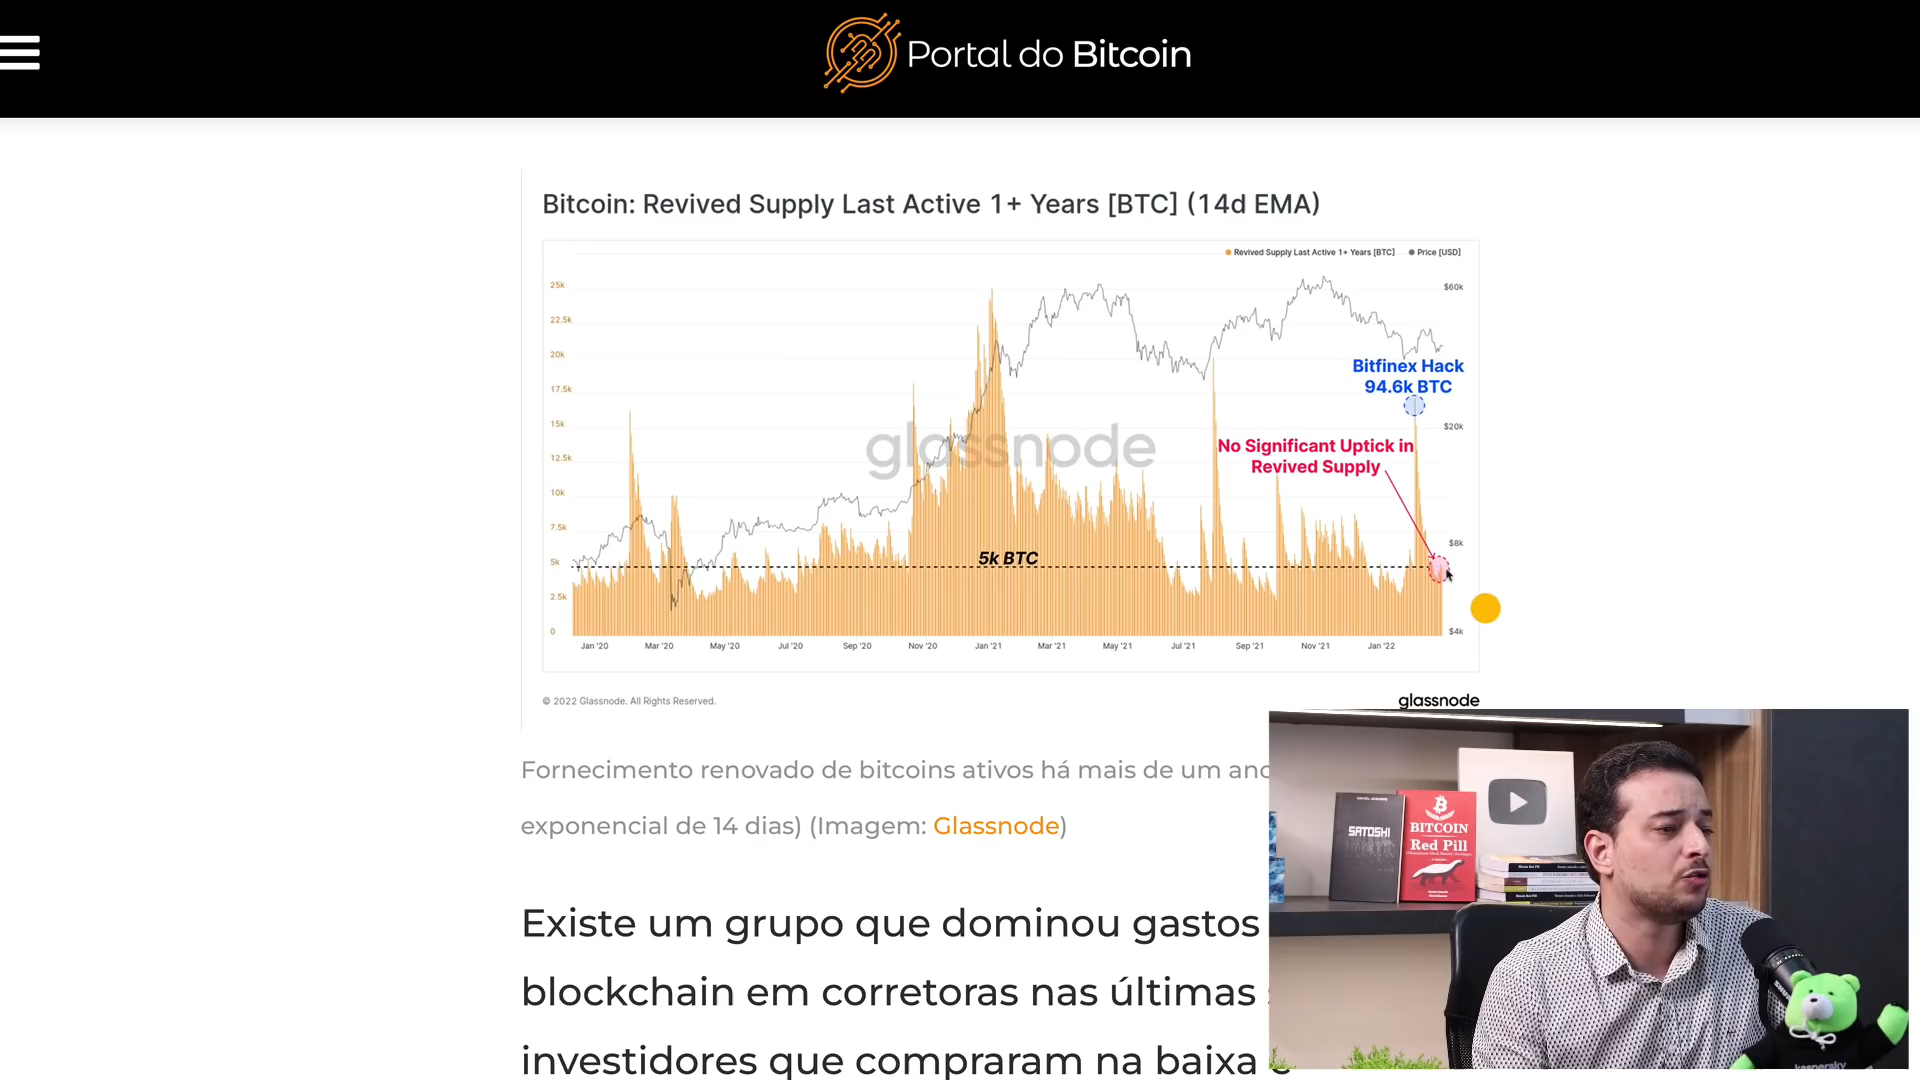 Portal do Bitcoin
Bitcoin: Revived Supply Last Active 1+ Years [BTC] (14d EMA)
Revived Supply Last Active 1+ Years [BTC]
Price [USD]
25k
22.5k
20k
17.5k
15k
12.5k
10k
7.5k
5k
2.5k
0
$60k
$20k
$8k
$4k
Bitfinex Hack
94.6k BTC
glassnode
No Significant Uptick in
Revived Supply
5k BTC
Jan '20
Mar '20
May '20
Jul '20
Sep '20
Nov '20
Jan '21
Mar '21
May '21
Jul '21
Sep '21
Nov '21
Jan '22
© 2022 Glassnode. All Rights Reserved.
glassnode
Fornecimento renovado de bitcoins ativos há mais de um
exponencial de 14 dias) (Imagem: Glassnode)
Existe um grupo que dominou gastos
blockchain em corretoras nas últimas
investidores que compraram na baixa
SATOSHI
BITCOIN
Red Pill
kaspersky